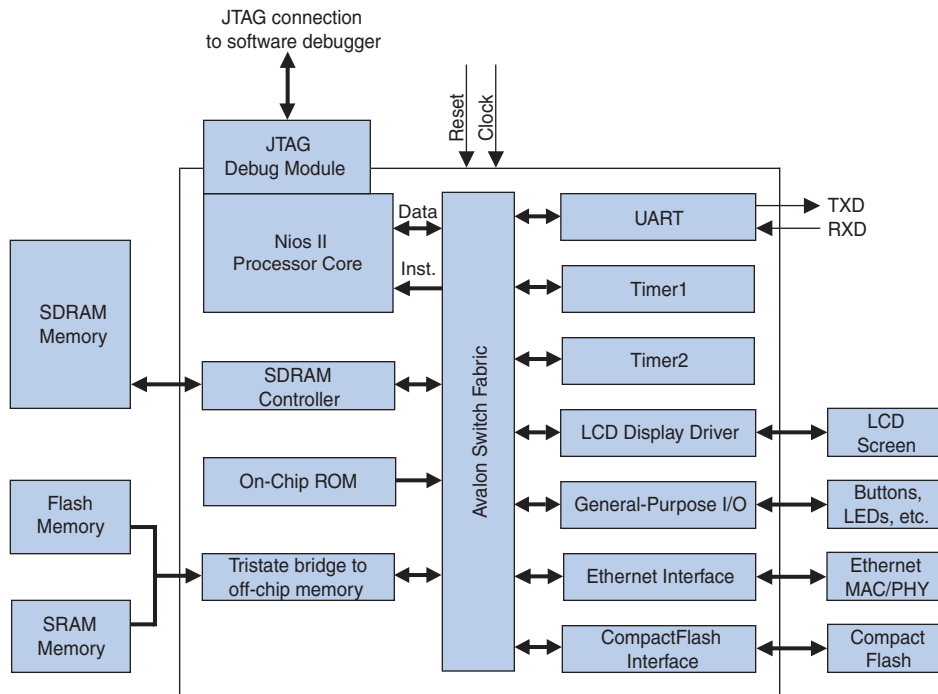 JTAG connection
to software debugger
Reset
Clock
JTAG
Debug Module
Nios II
Processor Core
Data
Inst.
Avalon Switch Fabric
UART
TXD
RXD
Timer1
Timer2
SDRAM
Memory
SDRAM
Controller
LCD Display Driver
LCD
Screen
On-Chip ROM
General-Purpose I/O
Buttons,
LEDs, etc.
Flash
Memory
Tristate bridge to
off-chip memory
Ethernet Interface
Ethernet
MAC/PHY
SRAM
Memory
CompactFlash
Interface
Compact
Flash